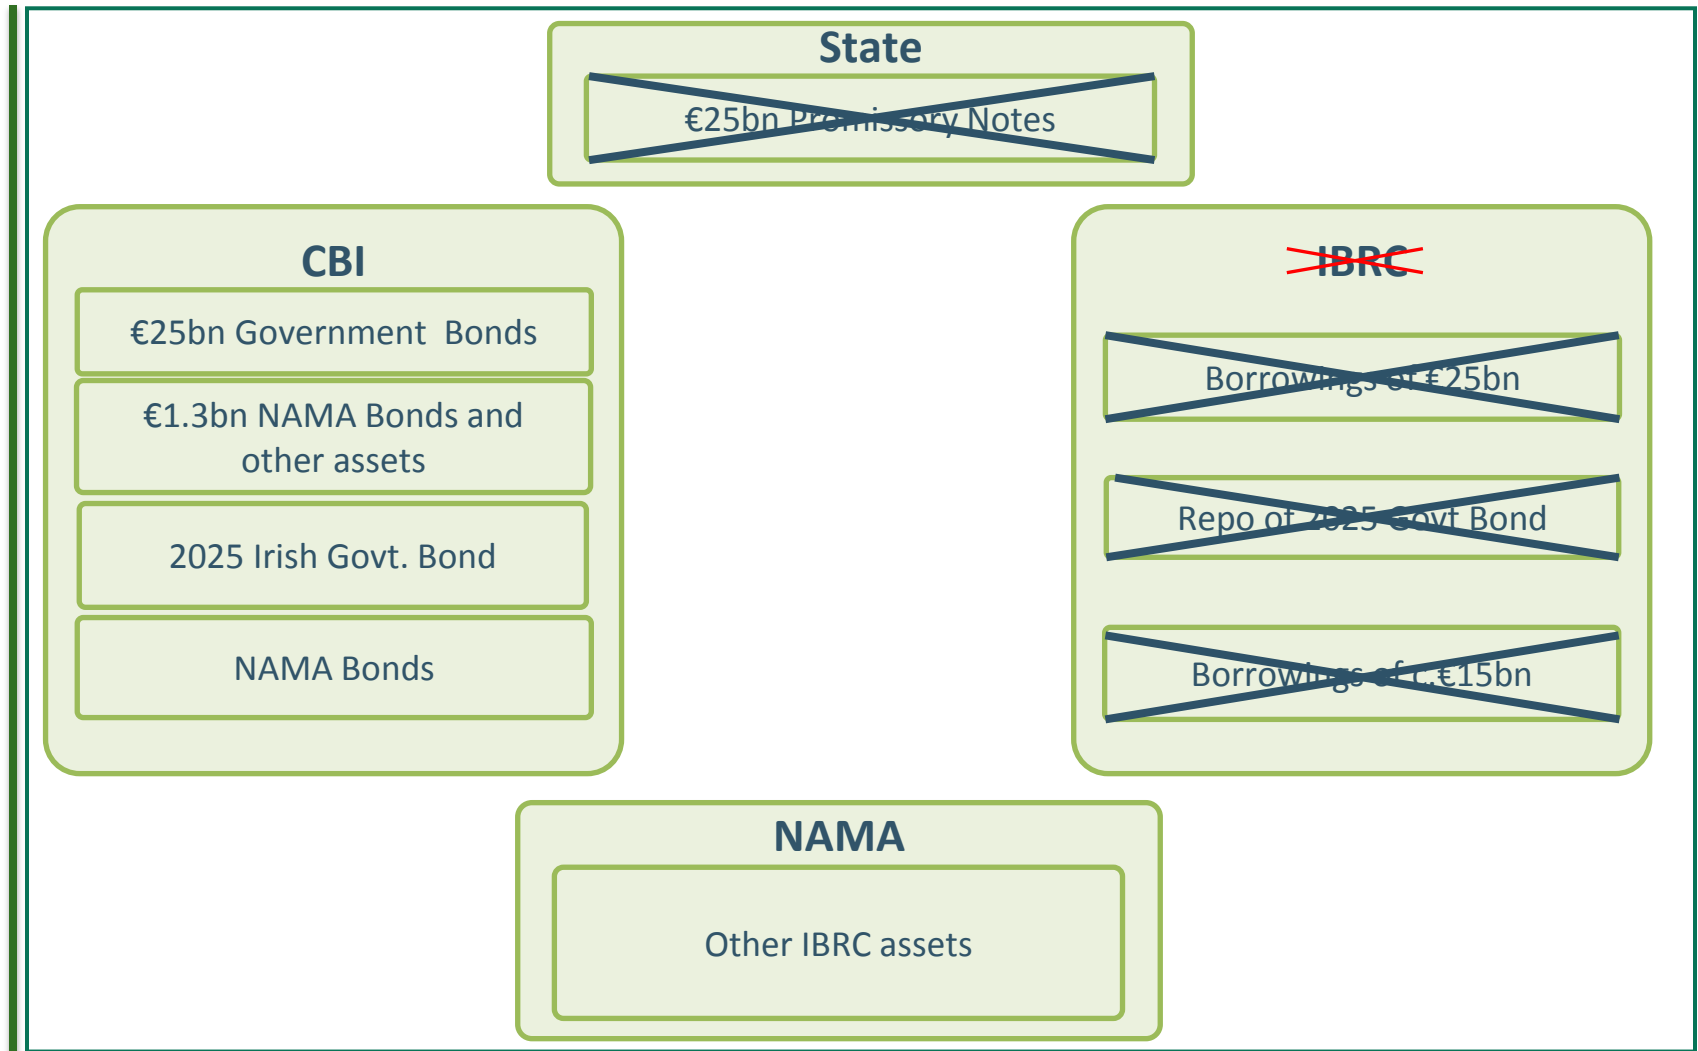 State
€25bn Promissory Notes
CBI
€25bn Government Bonds
€1.3bn NAMA Bonds and
other assets
2025 Irish Govt. Bond
NAMA Bonds
IBRC
Borrowings of €25bn
Repo of 2025 Govt Bond
Borrowings of c.€15bn
NAMA
Other IBRC assets